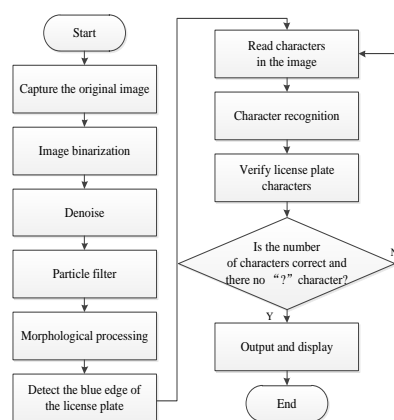 Start
Capture the original image
Image binarization
Denoise
Particle filter
Morphological processing
Detect the blue edge of
the license plate
Read characters
in the image
Character recognition
Verify license plate
characters
Is the number
of characters correct and
there no “?” character?
N
Y
Output and display
End